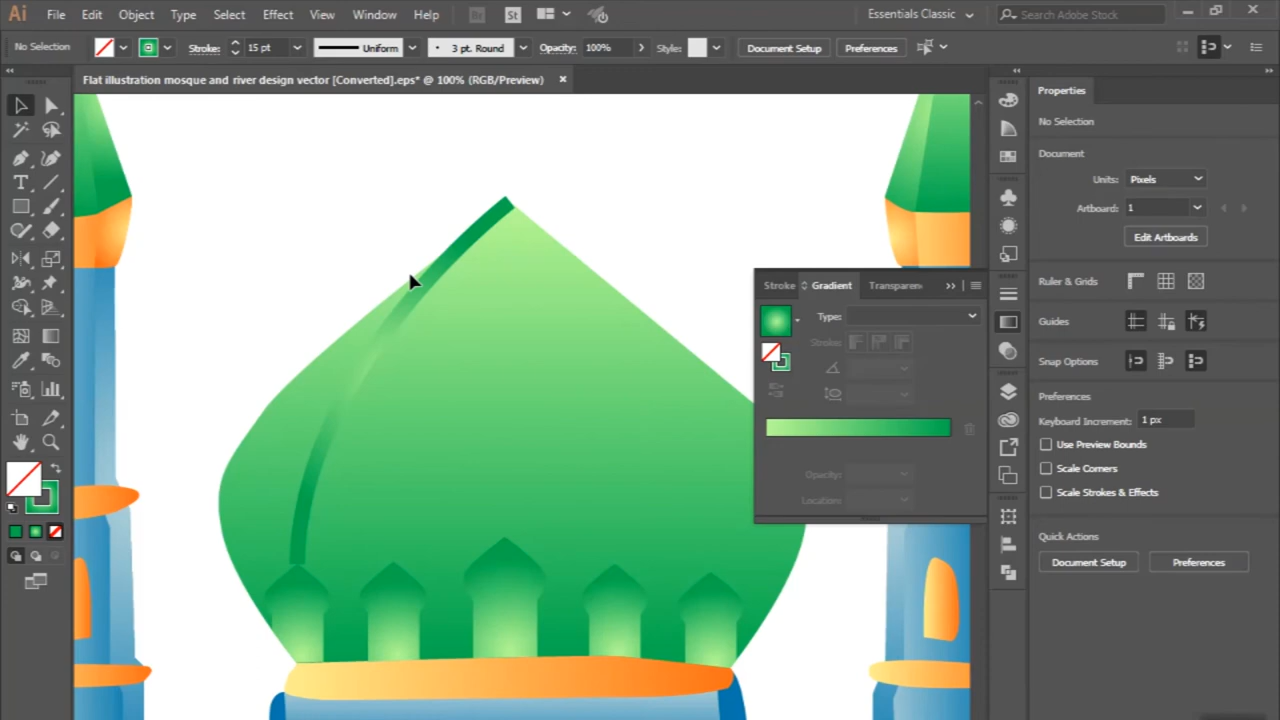 Ai File Edit Object Type Select Effect View Window Help Br St Essentials Classic Search Adobe Stock
No Selection Stroke: 15 pt Uniform 3 pt. Round Opacity: 100% Style: Document Setup Preferences
Flat illustration mosque and river design vector [Converted].eps* @ 100% (RGB/Preview)
Properties
No Selection
Document
Units: Pixels
Artboard: 1
Edit Artboards
Ruler & Grids
Guides
Snap Options
Preferences
Keyboard Increment: 1 px
Use Preview Bounds
Scale Corners
Scale Strokes & Effects
Quick Actions
Document Setup Preferences
Stroke Gradient Transparen
Type:
Stroke:
Opacity:
Location: